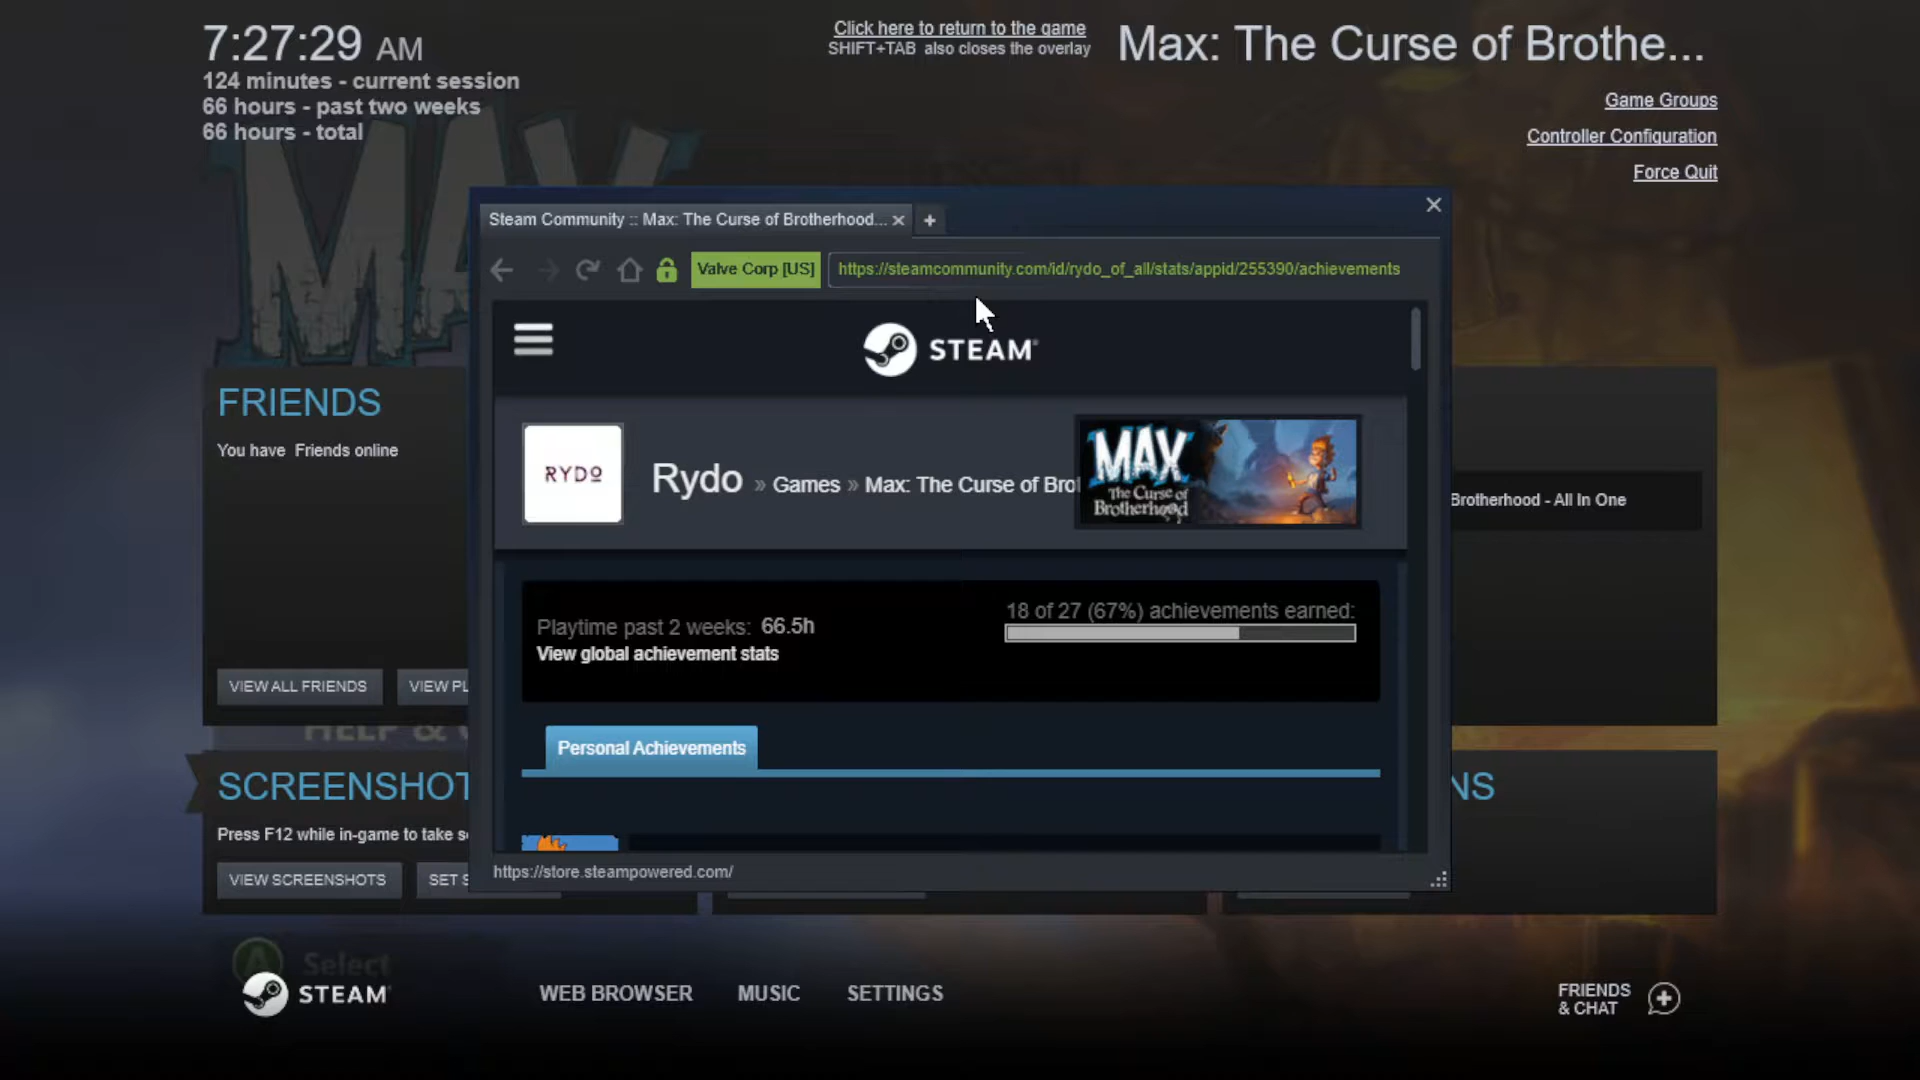 7:27:29 AM
124 minutes - current session
66 hours - past two weeks
66 hours - total
Click here to return to the game
SHIFT+TAB also closes the overlay
Max: The Curse of Brothe...
Game Groups
Controller Configuration
Force Quit
MAX
Steam Community :: Max: The Curse of Brotherhood... × +
Valve Corp [US] https://steamcommunity.com/id/rydo_of_all/stats/appid/255390/achievements
STEAM
RYDO
Rydo » Games » Max: The Curse of Bro
MAX
The Curse of
Brotherhood
Playtime past 2 weeks: 66.5h
View global achievement stats
18 of 27 (67%) achievements earned:
Personal Achievements
https://store.steampowered.com/
FRIENDS
You have Friends online
VIEW ALL FRIENDS
VIEW PL
Brotherhood - All In One
HELP &
SCREENSHOT
Press F12 while in-game to take s
VIEW SCREENSHOTS
SET S
NS
A Select
STEAM
WEB BROWSER
MUSIC
SETTINGS
FRIENDS
& CHAT